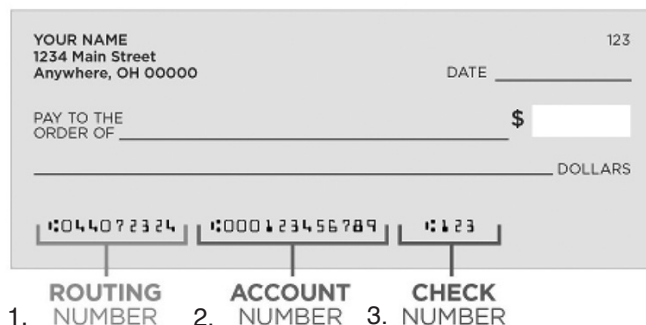 YOUR NAME 123
1234 Main Street
Anywhere, OH 00000
DATE
PAY TO THE
ORDER OF
$
DOLLARS
⑆044072324 ⑆000123456789 ⑆123
ROUTING ACCOUNT CHECK
1. NUMBER 2. NUMBER 3. NUMBER